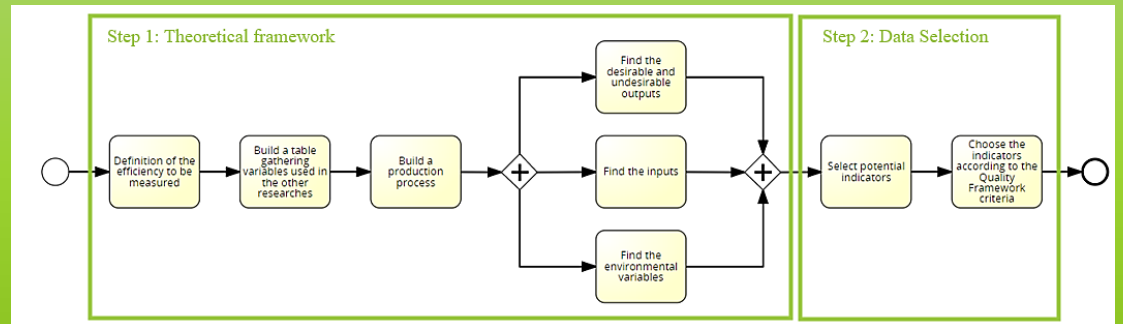 Step 1: Theoretical framework
Step 2: Data Selection
Definition of the
efficiency to be
measured
Build a table
gathering
variables used in
the other
researches
Build a
production
process
Find the
desirable and
undesirable
outputs
Find the inputs
Find the
environmental
variables
Select potential
indicators
Choose the
indicators
according to the
Quality
Framework
criteria